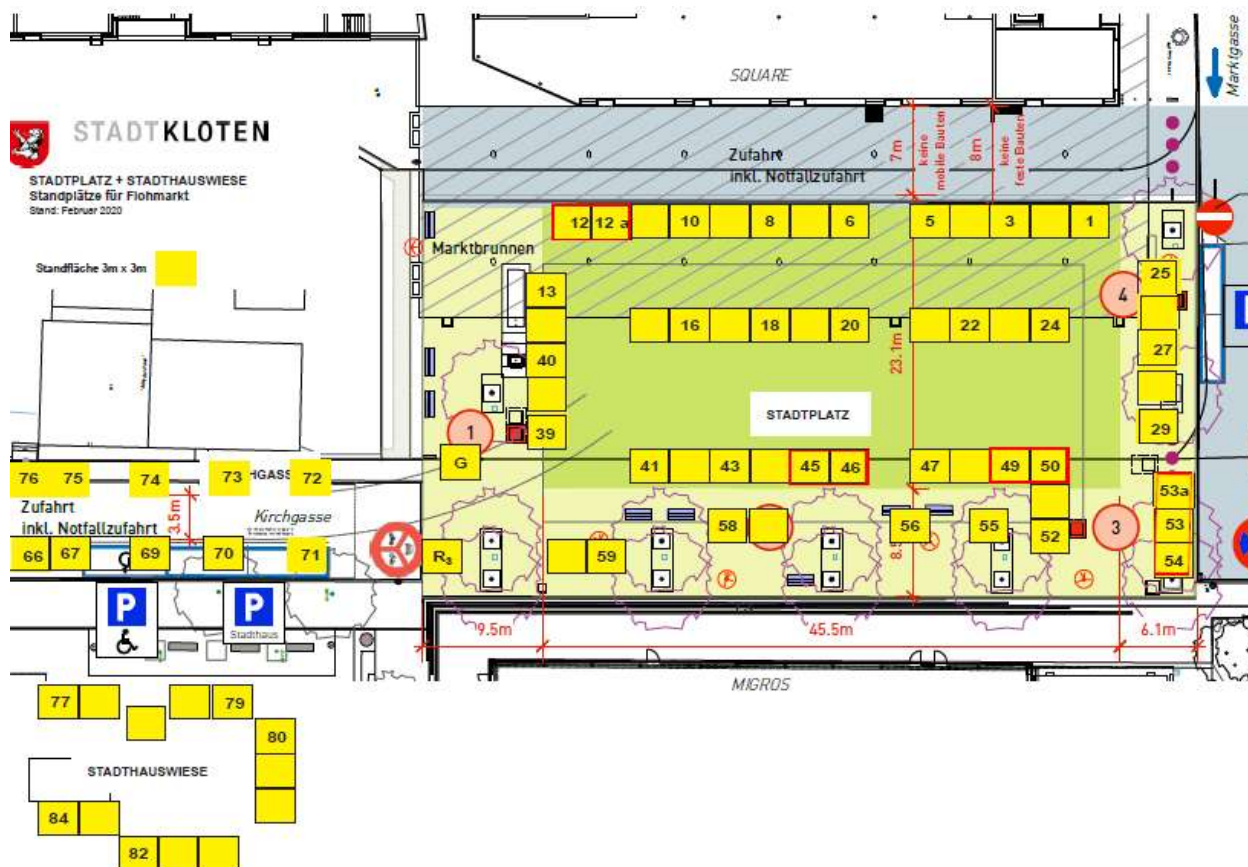 SQUARE
Marktgasse
STADTKLOTEN
STADTPLATZ + STADTHAUSWIESE
Standplätze für Flohmarkt
Stand: Februar 2020
Standfläche 3m x 3m
Zufahrt
inkl. Notfallzufahrt
7m
keine
mobile Bauten
8m
keine
feste Bauten
12 12 a 10 8 6 5 3 1
Marktbrunnen
13
25
4
16 18 20 22 24
23.1m
40
27
STADTPLATZ
1
39
29
G
41 43 45 46 47 49 50
76 75 74 73 72
53a
Zufahrt
inkl. Notfallzufahrt
3.5m
Kirchgasse
58 56 55 52 3 53
66 67 69 70 71
R3
59
54
P
P
Stadthaus
9.5m
45.5m
6.1m
MIGROS
77 79
80
STADTHAUSWIESE
84
82